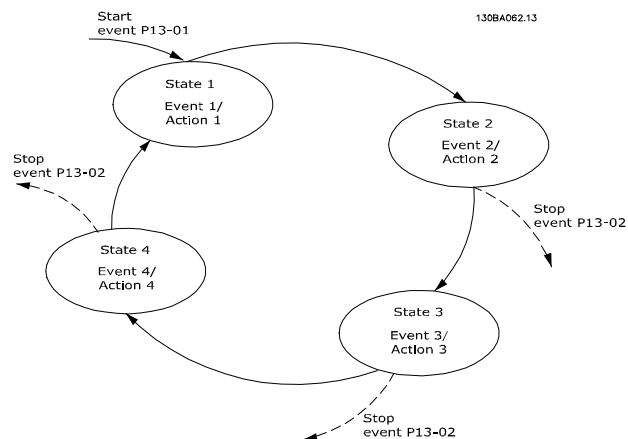 Start
event P13-01
130BA062.13
State 1
Event 1/
Action 1
State 2
Event 2/
Action 2
Stop
event P13-02
Stop
event P13-02
State 4
Event 4/
Action 4
State 3
Event 3/
Action 3
Stop
event P13-02